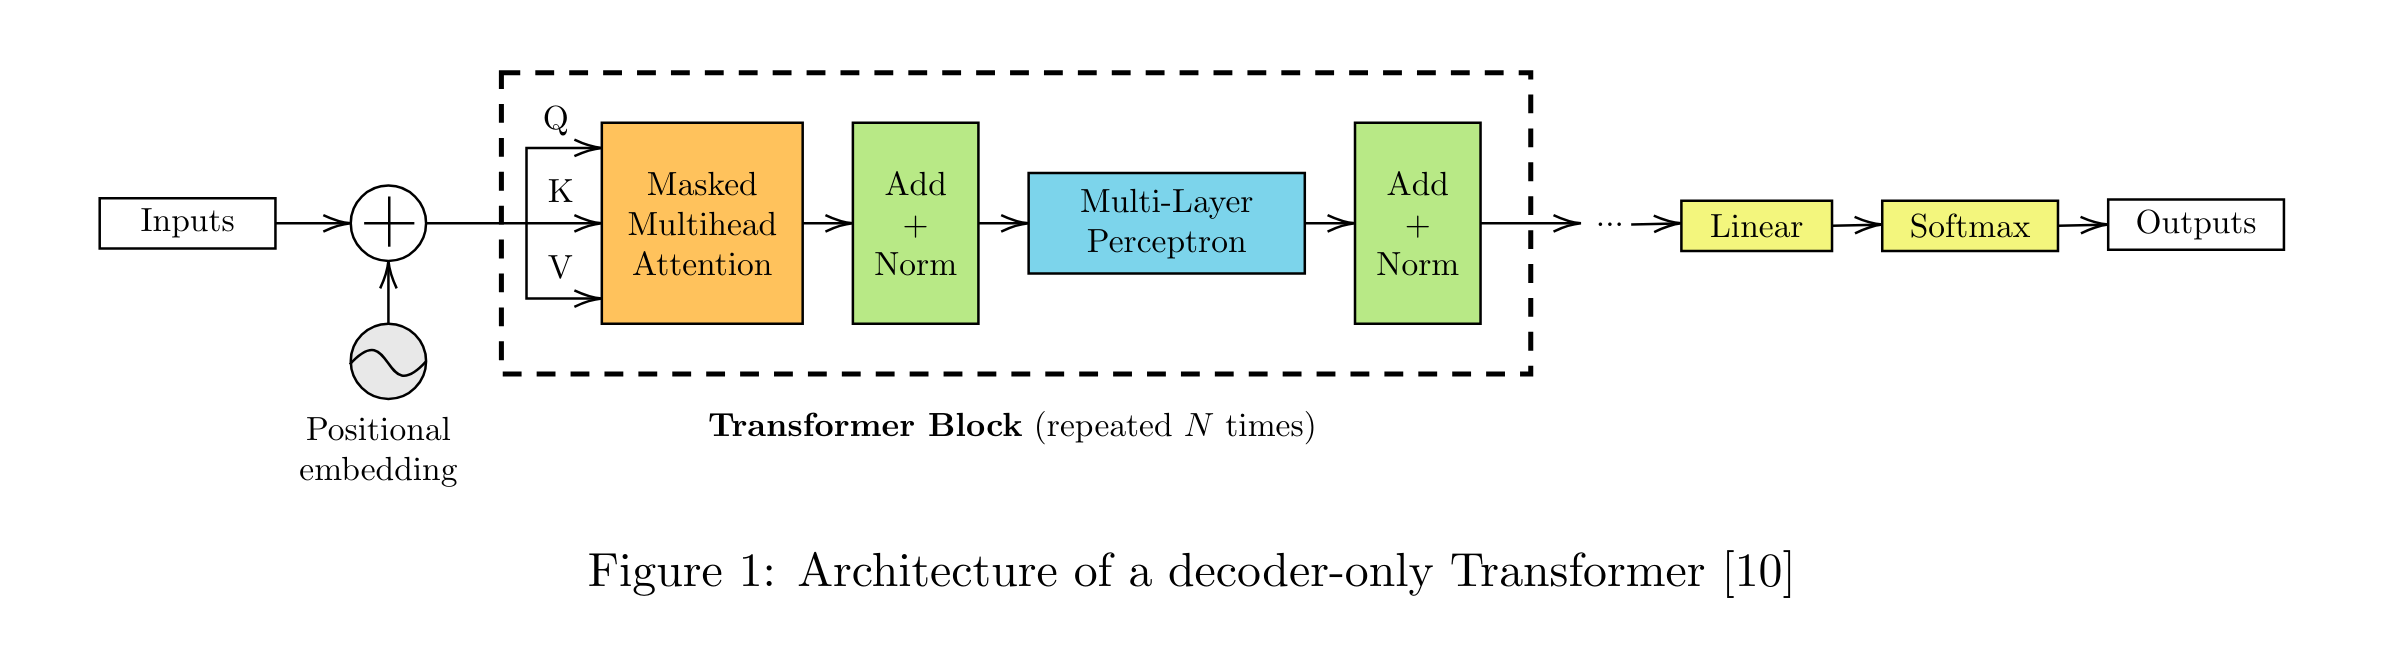 Inputs
Positional
embedding
Q
K
V
Masked
Multihead
Attention
Add
+
Norm
Multi-Layer
Perceptron
Add
+
Norm
...
Linear
Softmax
Outputs
Transformer Block (repeated N times)
Figure 1: Architecture of a decoder-only Transformer [10]